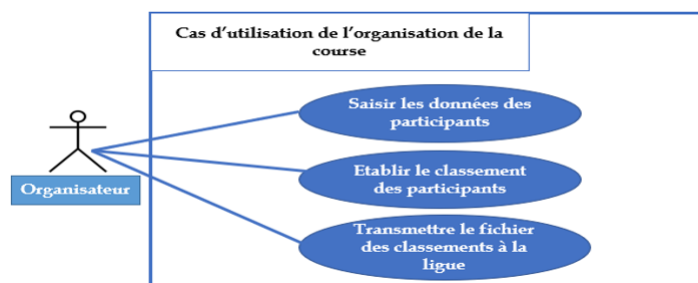 Cas d'utilisation de l'organisation de la
course
Saisir les données des
participants
Organisateur
Etablir le classement
des participants
Transmettre le fichier
des classements à la
ligue